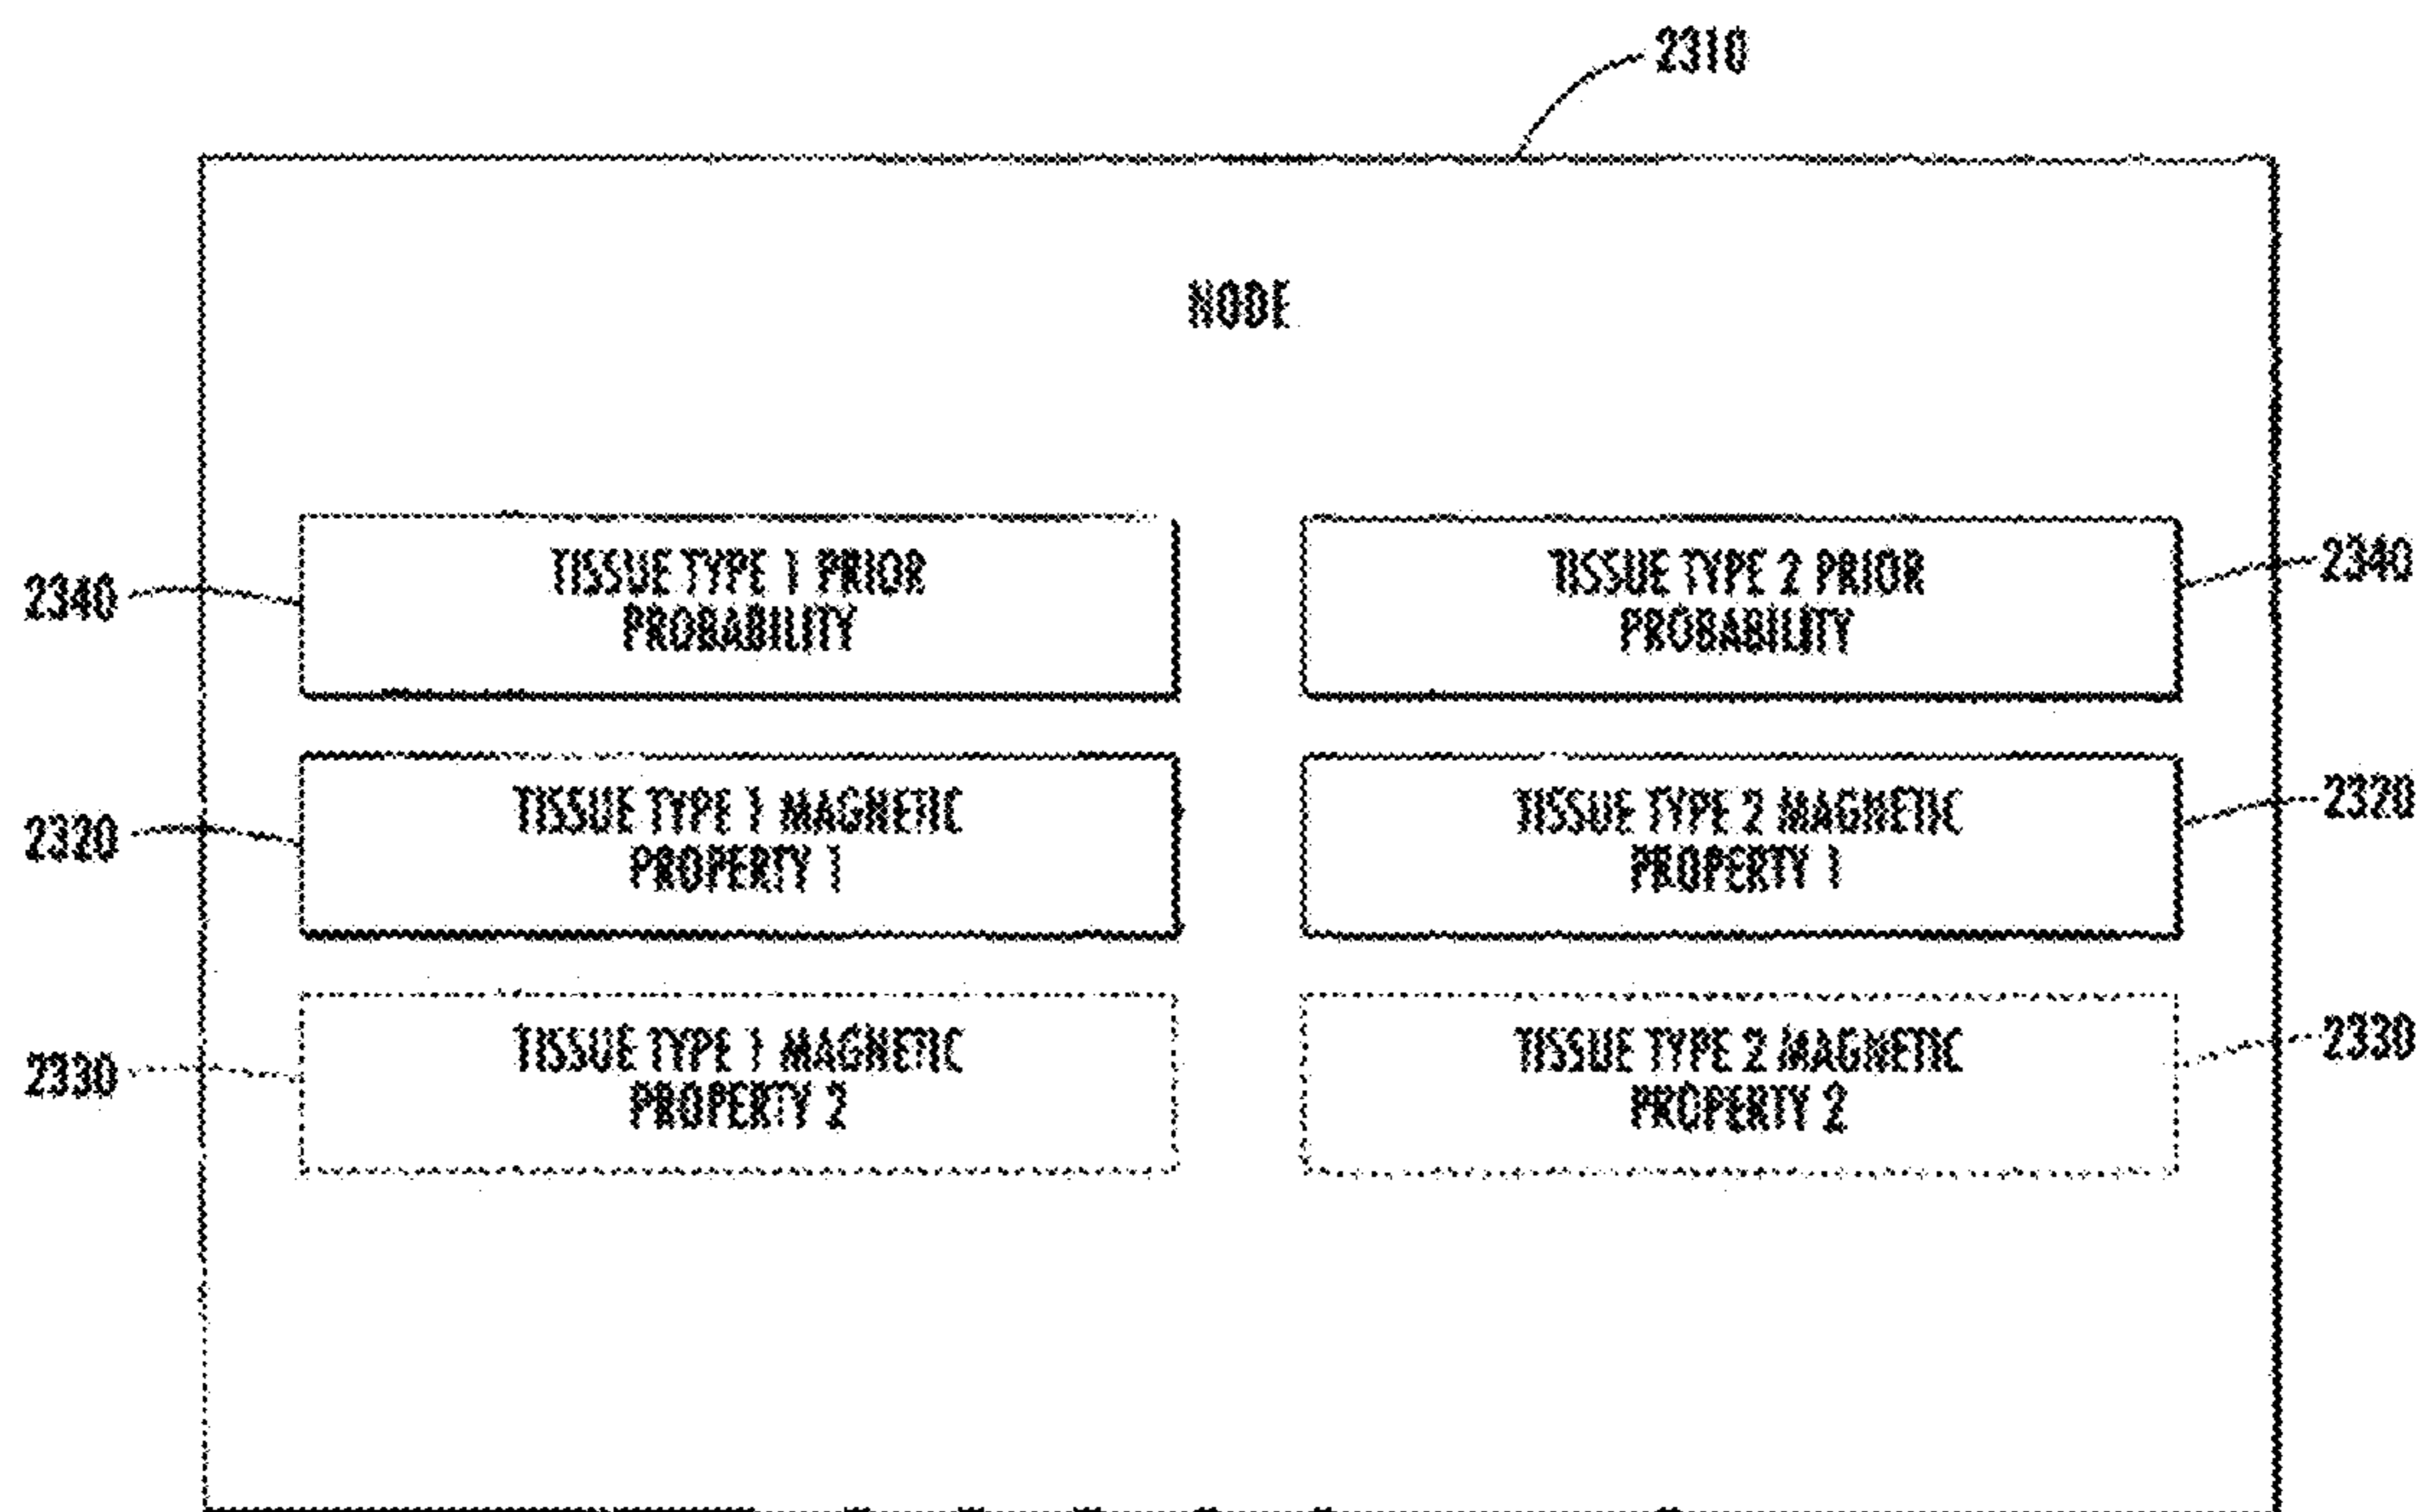 2310
NODE
2340
TISSUE TYPE 1 PRIOR
PROBABILITY
TISSUE TYPE 2 PRIOR
PROBABILITY
2340
2320
TISSUE TYPE 1 MAGNETIC
PROPERTY 1
TISSUE TYPE 2 MAGNETIC
PROPERTY 1
2320
2330
TISSUE TYPE 1 MAGNETIC
PROPERTY 2
TISSUE TYPE 2 MAGNETIC
PROPERTY 2
2330